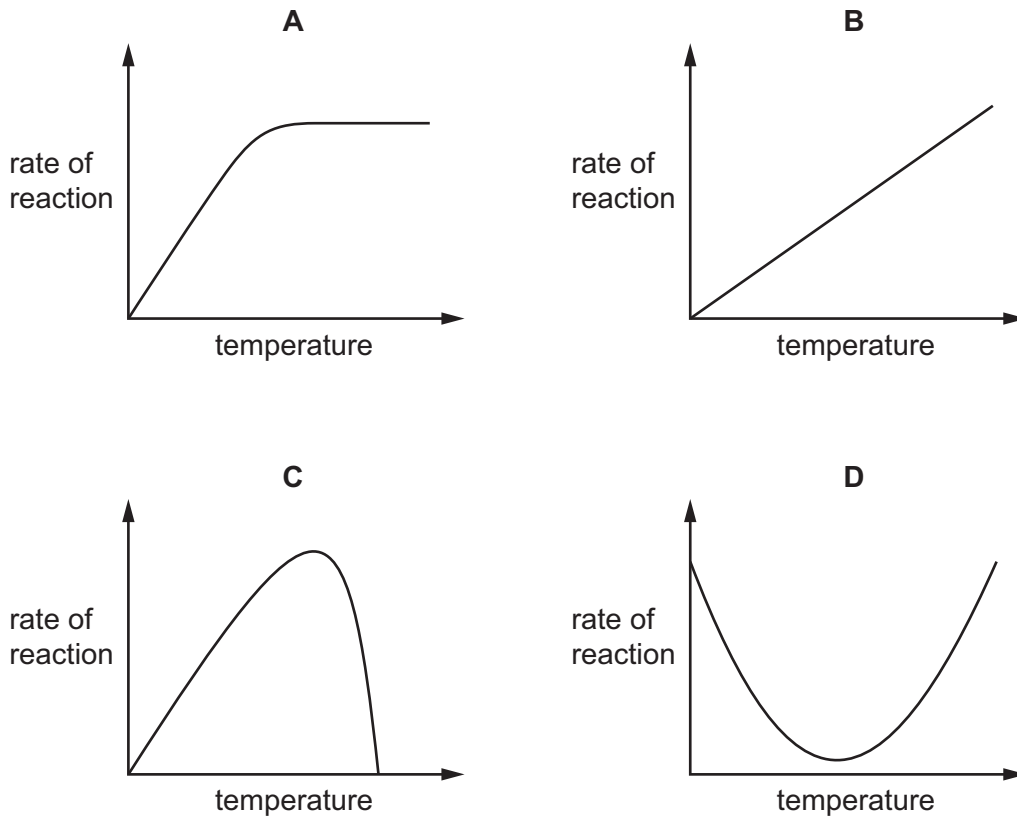 A
rate of
reaction
temperature
B
rate of
reaction
temperature
C
rate of
reaction
temperature
D
rate of
reaction
temperature